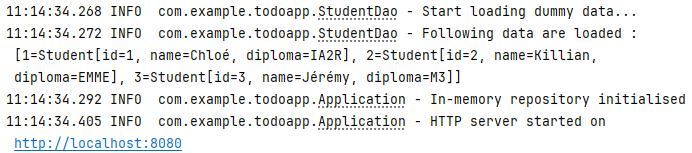 11:14:34.268 INFO  com.example.todoapp.StudentDao - Start loading dummy data...
11:14:34.272 INFO  com.example.todoapp.StudentDao - Following data are loaded :
[1=Student[id=1, name=Chloé, diploma=IA2R], 2=Student[id=2, name=Killian,
diploma=EMME], 3=Student[id=3, name=Jérémy, diploma=M3]]
11:14:34.292 INFO  com.example.todoapp.Application - In-memory repository initialised
11:14:34.405 INFO  com.example.todoapp.Application - HTTP server started on
http://localhost:8080